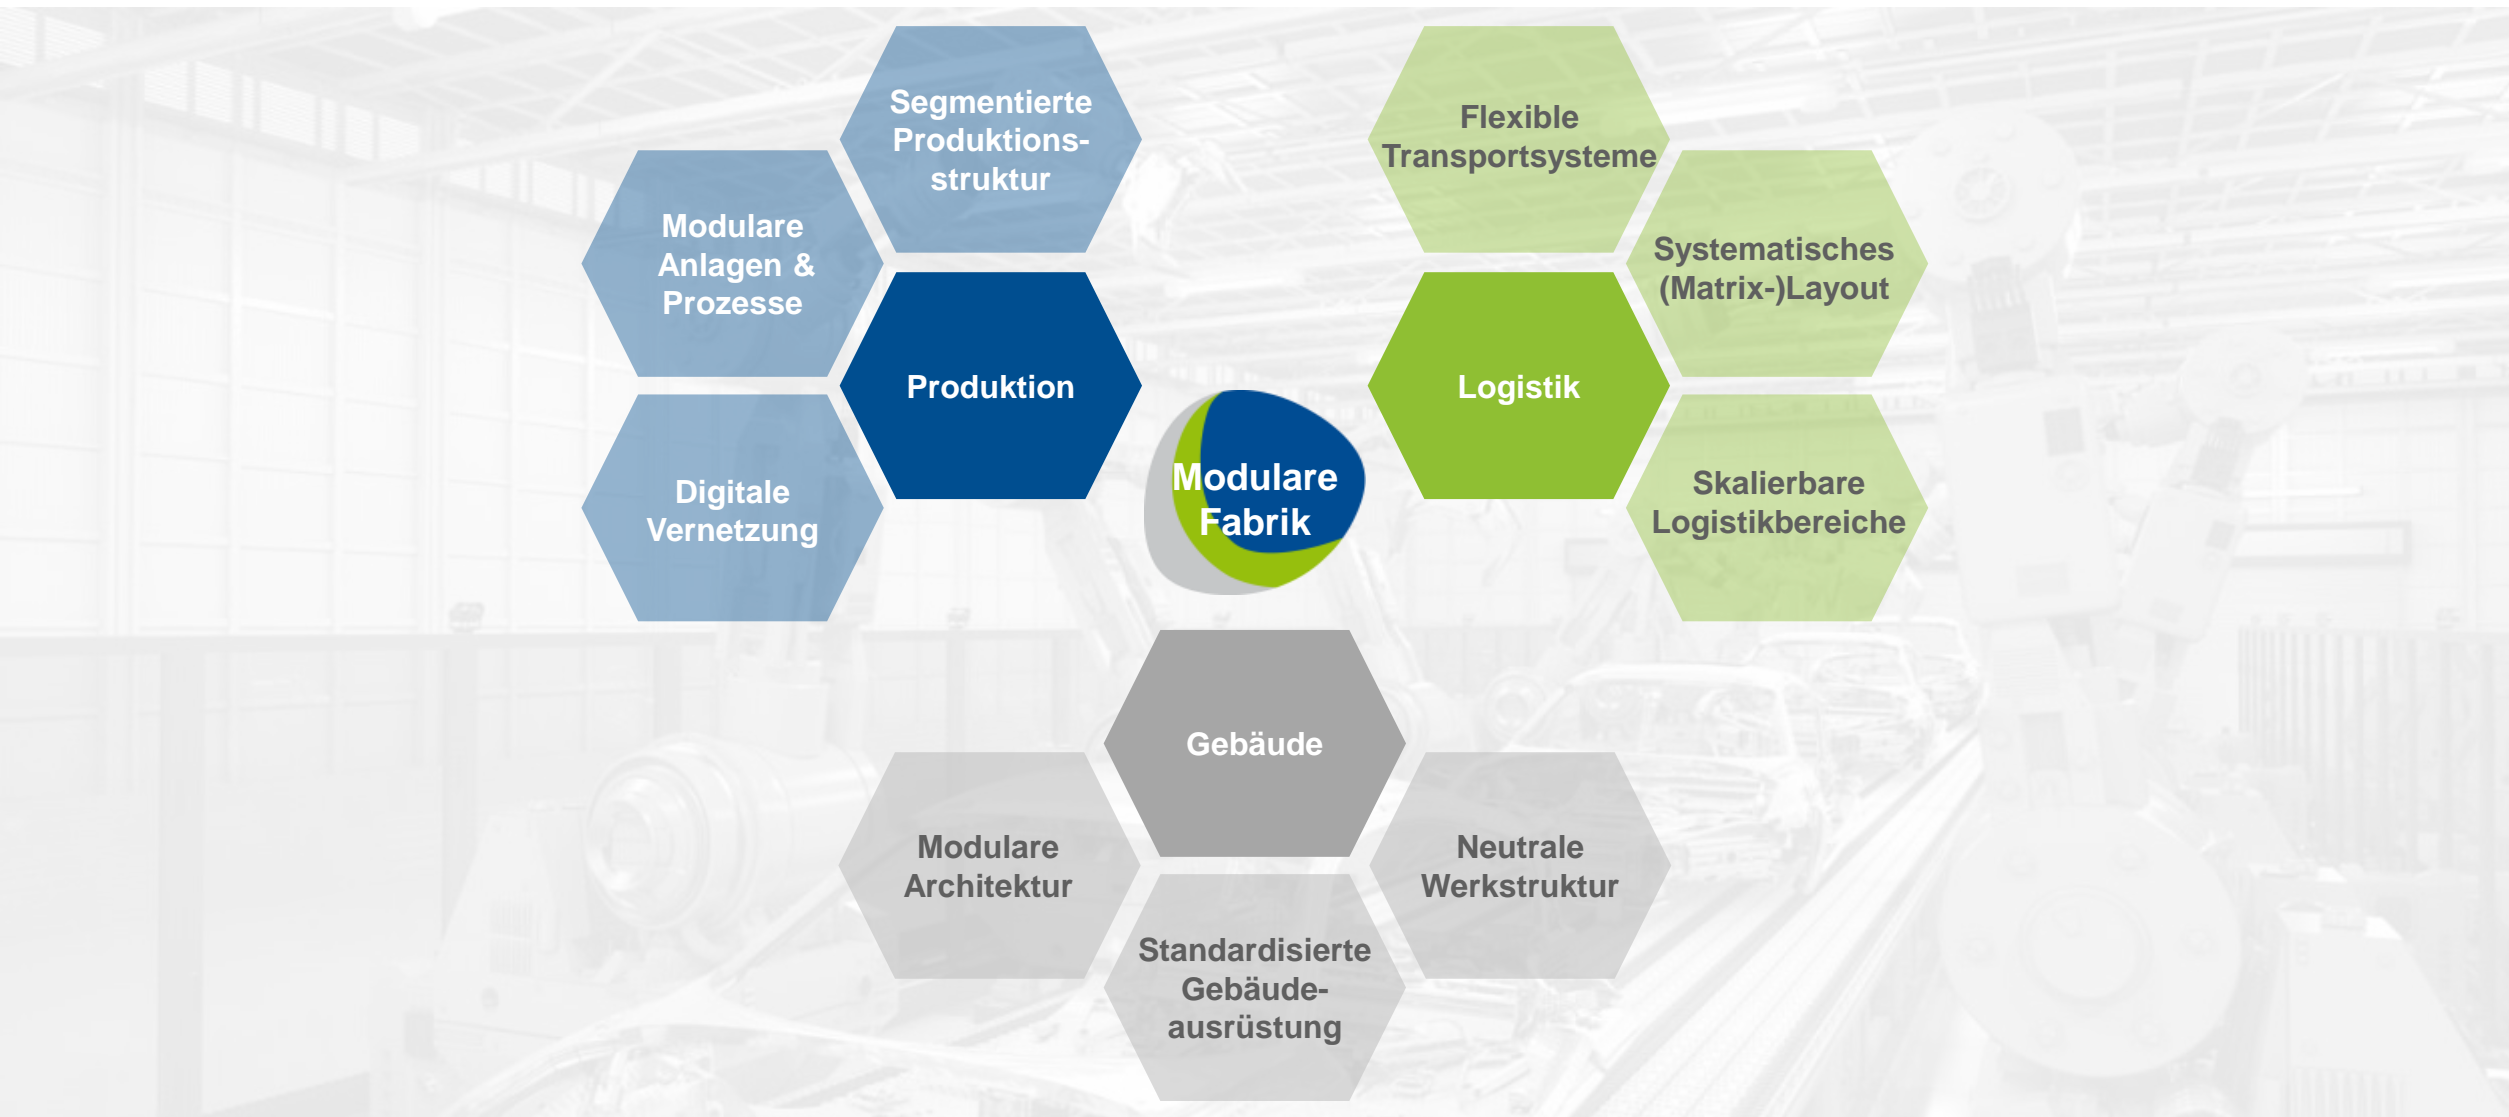 Segmentierte
Produktions-
struktur
Modulare
Anlagen &
Prozesse
Produktion
Digitale
Vernetzung
Flexible
Transportsysteme
Systematisches
(Matrix-)Layout
Logistik
Skalierbare
Logistikbereiche
Modulare
Fabrik
Gebäude
Modulare
Architektur
Neutrale
Werkstruktur
Standardisierte
Gebäude-
ausrüstung